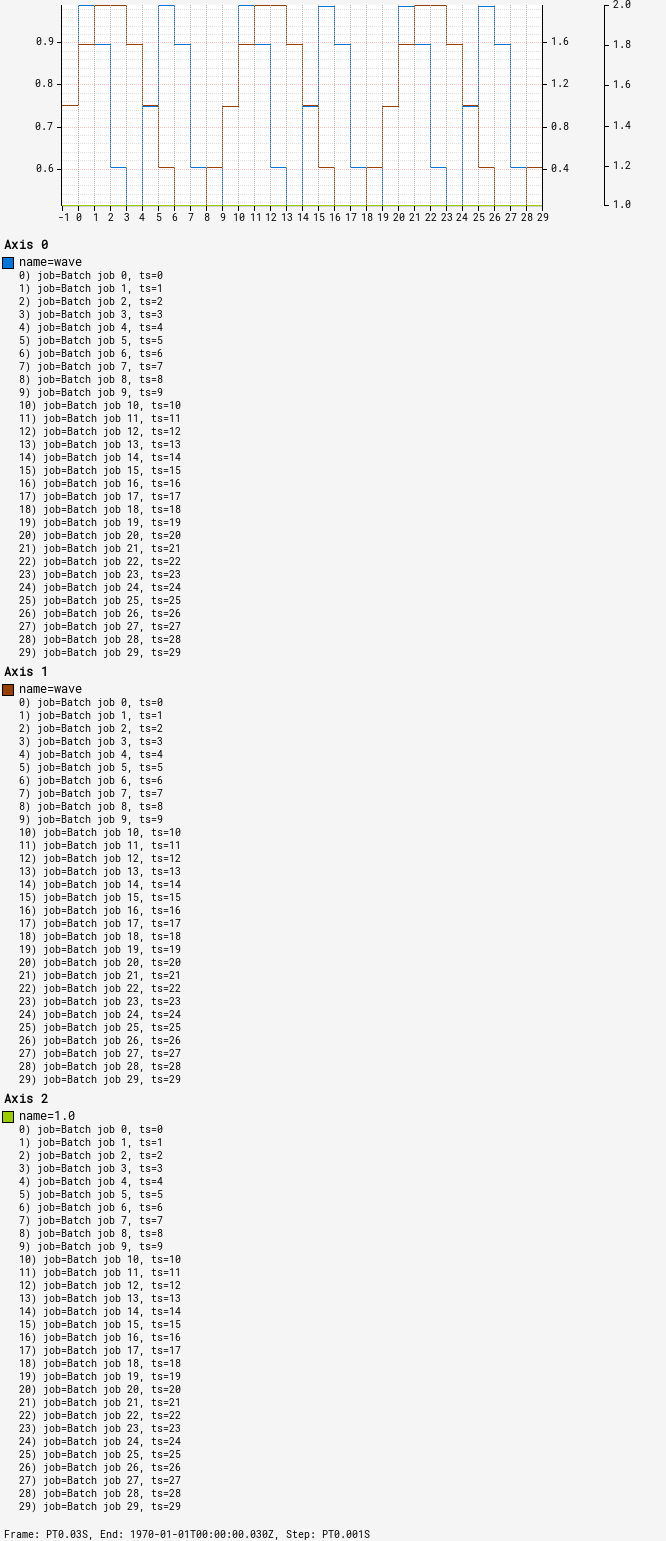 2.0
0.9 1.6 1.8
0.8 1.2 1.6
0.7 0.8 1.4
0.6 0.4 1.2
1.0
-1 0 1 2 3 4 5 6 7 8 9 10 11 12 13 14 15 16 17 18 19 20 21 22 23 24 25 26 27 28 29
Axis 0
name=wave
0) job=Batch job 0, ts=0
1) job=Batch job 1, ts=1
2) job=Batch job 2, ts=2
3) job=Batch job 3, ts=3
4) job=Batch job 4, ts=4
5) job=Batch job 5, ts=5
6) job=Batch job 6, ts=6
7) job=Batch job 7, ts=7
8) job=Batch job 8, ts=8
9) job=Batch job 9, ts=9
10) job=Batch job 10, ts=10
11) job=Batch job 11, ts=11
12) job=Batch job 12, ts=12
13) job=Batch job 13, ts=13
14) job=Batch job 14, ts=14
15) job=Batch job 15, ts=15
16) job=Batch job 16, ts=16
17) job=Batch job 17, ts=17
18) job=Batch job 18, ts=18
19) job=Batch job 19, ts=19
20) job=Batch job 20, ts=20
21) job=Batch job 21, ts=21
22) job=Batch job 22, ts=22
23) job=Batch job 23, ts=23
24) job=Batch job 24, ts=24
25) job=Batch job 25, ts=25
26) job=Batch job 26, ts=26
27) job=Batch job 27, ts=27
28) job=Batch job 28, ts=28
29) job=Batch job 29, ts=29
Axis 1
name=wave
0) job=Batch job 0, ts=0
1) job=Batch job 1, ts=1
2) job=Batch job 2, ts=2
3) job=Batch job 3, ts=3
4) job=Batch job 4, ts=4
5) job=Batch job 5, ts=5
6) job=Batch job 6, ts=6
7) job=Batch job 7, ts=7
8) job=Batch job 8, ts=8
9) job=Batch job 9, ts=9
10) job=Batch job 10, ts=10
11) job=Batch job 11, ts=11
12) job=Batch job 12, ts=12
13) job=Batch job 13, ts=13
14) job=Batch job 14, ts=14
15) job=Batch job 15, ts=15
16) job=Batch job 16, ts=16
17) job=Batch job 17, ts=17
18) job=Batch job 18, ts=18
19) job=Batch job 19, ts=19
20) job=Batch job 20, ts=20
21) job=Batch job 21, ts=21
22) job=Batch job 22, ts=22
23) job=Batch job 23, ts=23
24) job=Batch job 24, ts=24
25) job=Batch job 25, ts=25
26) job=Batch job 26, ts=26
27) job=Batch job 27, ts=27
28) job=Batch job 28, ts=28
29) job=Batch job 29, ts=29
Axis 2
name=1.0
0) job=Batch job 0, ts=0
1) job=Batch job 1, ts=1
2) job=Batch job 2, ts=2
3) job=Batch job 3, ts=3
4) job=Batch job 4, ts=4
5) job=Batch job 5, ts=5
6) job=Batch job 6, ts=6
7) job=Batch job 7, ts=7
8) job=Batch job 8, ts=8
9) job=Batch job 9, ts=9
10) job=Batch job 10, ts=10
11) job=Batch job 11, ts=11
12) job=Batch job 12, ts=12
13) job=Batch job 13, ts=13
14) job=Batch job 14, ts=14
15) job=Batch job 15, ts=15
16) job=Batch job 16, ts=16
17) job=Batch job 17, ts=17
18) job=Batch job 18, ts=18
19) job=Batch job 19, ts=19
20) job=Batch job 20, ts=20
21) job=Batch job 21, ts=21
22) job=Batch job 22, ts=22
23) job=Batch job 23, ts=23
24) job=Batch job 24, ts=24
25) job=Batch job 25, ts=25
26) job=Batch job 26, ts=26
27) job=Batch job 27, ts=27
28) job=Batch job 28, ts=28
29) job=Batch job 29, ts=29
Frame: PT0.03S, End: 1970-01-01T00:00:00.030Z, Step: PT0.001S